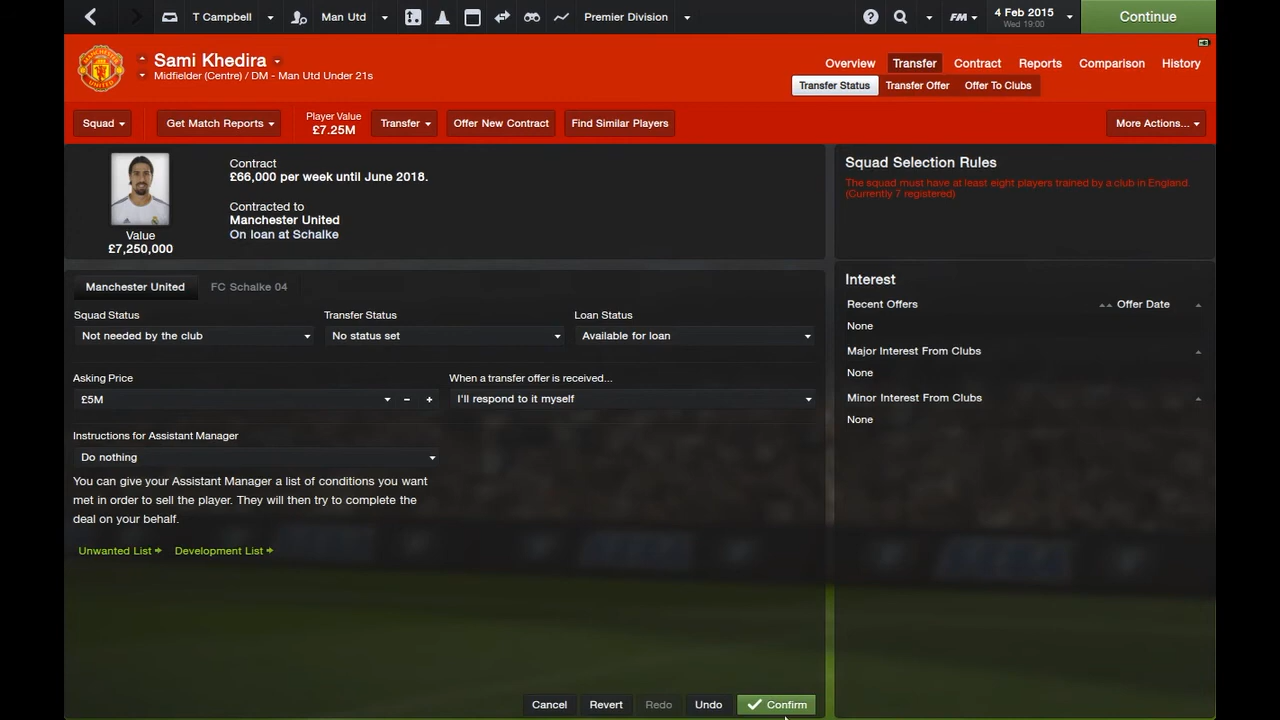 T Campbell
Man Utd
Premier Division
?
FM
4 Feb 2015
Wed 19:00
Continue
Sami Khedira
Midfielder (Centre) / DM - Man Utd Under 21s
Overview
Transfer
Contract
Reports
Comparison
History
Transfer Status
Transfer Offer
Offer To Clubs
Squad
Get Match Reports
Player Value
£7.25M
Transfer
Offer New Contract
Find Similar Players
More Actions...
Contract
£66,000 per week until June 2018.
Contracted to
Manchester United
On loan at Schalke
Value
£7,250,000
Squad Selection Rules
The squad must have at least eight players trained by a club in England.
(Currently 7 registered)
Manchester United
FC Schalke 04
Squad Status
Transfer Status
Loan Status
Not needed by the club
No status set
Available for loan
Asking Price
When a transfer offer is received...
£5M
- +
I'll respond to it myself
Instructions for Assistant Manager
Do nothing
You can give your Assistant Manager a list of conditions you want
met in order to sell the player. They will then try to complete the
deal on your behalf.
Unwanted List
Development List
Interest
Recent Offers
Offer Date
None
Major Interest From Clubs
None
Minor Interest From Clubs
None
Cancel
Revert
Redo
Undo
Confirm